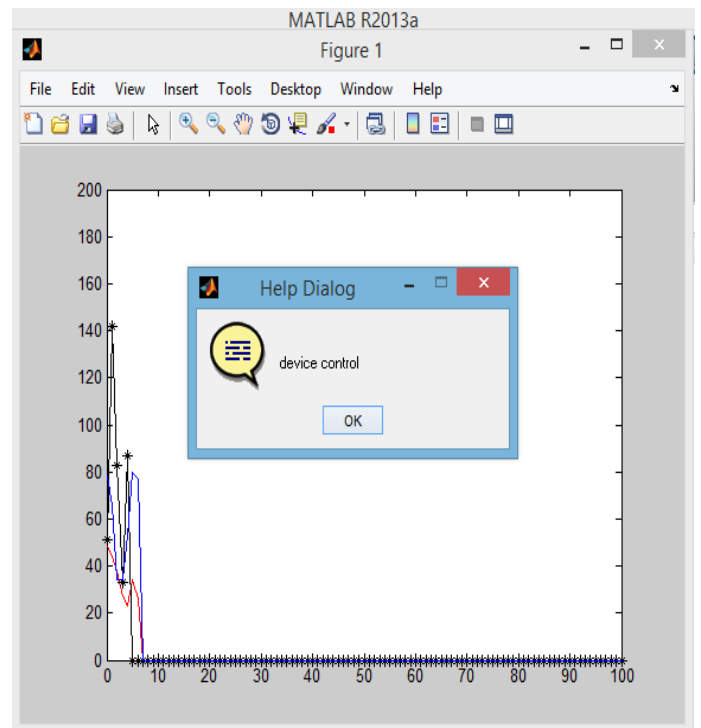 MATLAB R2013a
Figure 1
File Edit View Insert Tools Desktop Window Help
200
180
160
140
120
100
80
60
40
20
0
Help Dialog
device control
OK
0 10 20 30 40 50 60 70 80 90 100